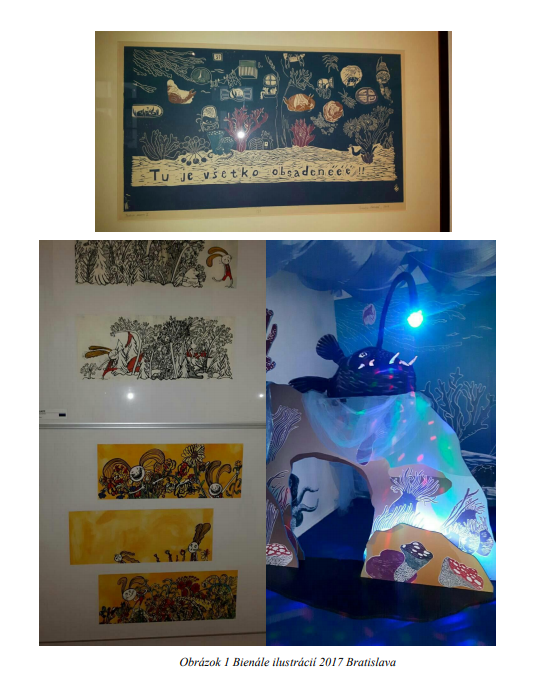 Tu je všetko obsadenééé!!
Obrázok 1 Bienále ilustrácií 2017 Bratislava